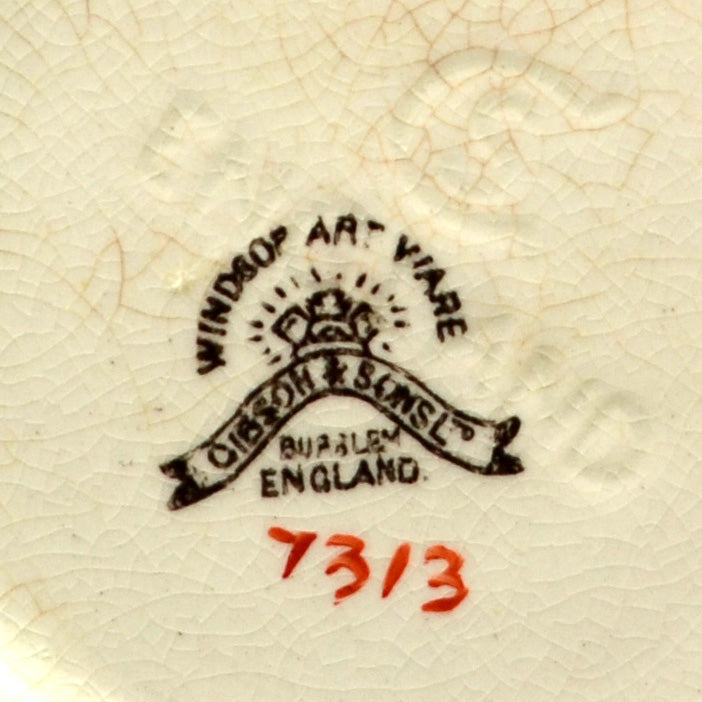 WINDSOR ART WARE
GIBSON & SONS LTD
BURSLEM
ENGLAND.
7313